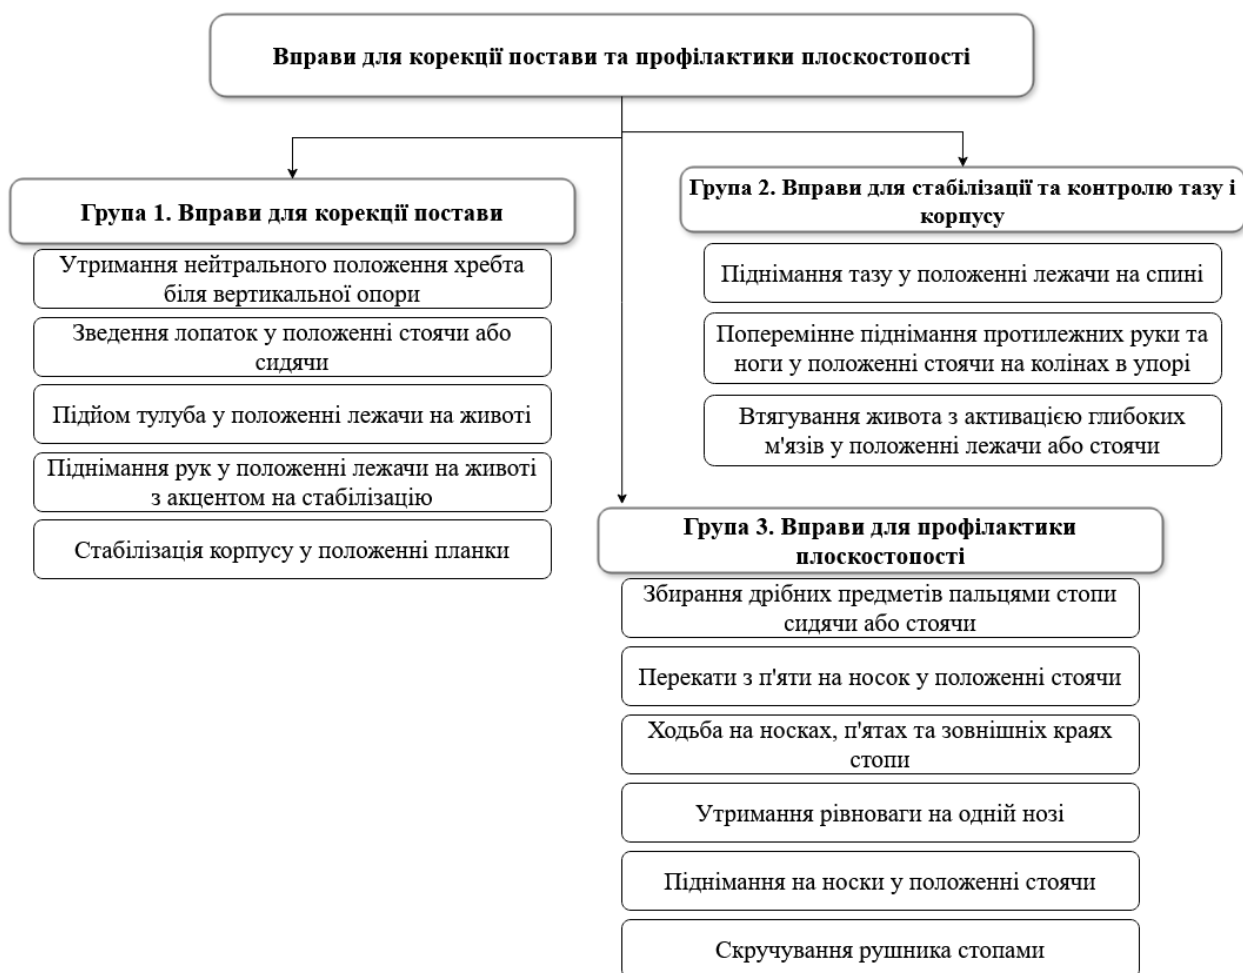 Вправи для корекції постави та профілактики плоскостопості
Група 1. Вправи для корекції постави
Утримання нейтрального положення хребта
біля вертикальної опори
Зведення лопаток у положенні стоячи або
сидячи
Підйом тулуба у положенні лежачи на животі
Піднімання рук у положенні лежачи на животі
з акцентом на стабілізацію
Стабілізація корпусу у положенні планки
Група 2. Вправи для стабілізації та контролю тазу і
корпусу
Піднімання тазу у положенні лежачи на спині
Поперемінне піднімання протилежних руки та
ноги у положенні стоячи на колінах в упорі
Втягування живота з активацією глибоких
м'язів у положенні лежачи або стоячи
Група 3. Вправи для профілактики
плоскостопості
Збирання дрібних предметів пальцями стопи
сидячи або стоячи
Перекати з п'яти на носок у положенні стоячи
Ходьба на носках, п'ятах та зовнішніх краях
стопи
Утримання рівноваги на одній нозі
Піднімання на носки у положенні стоячи
Скручування рушника стопами